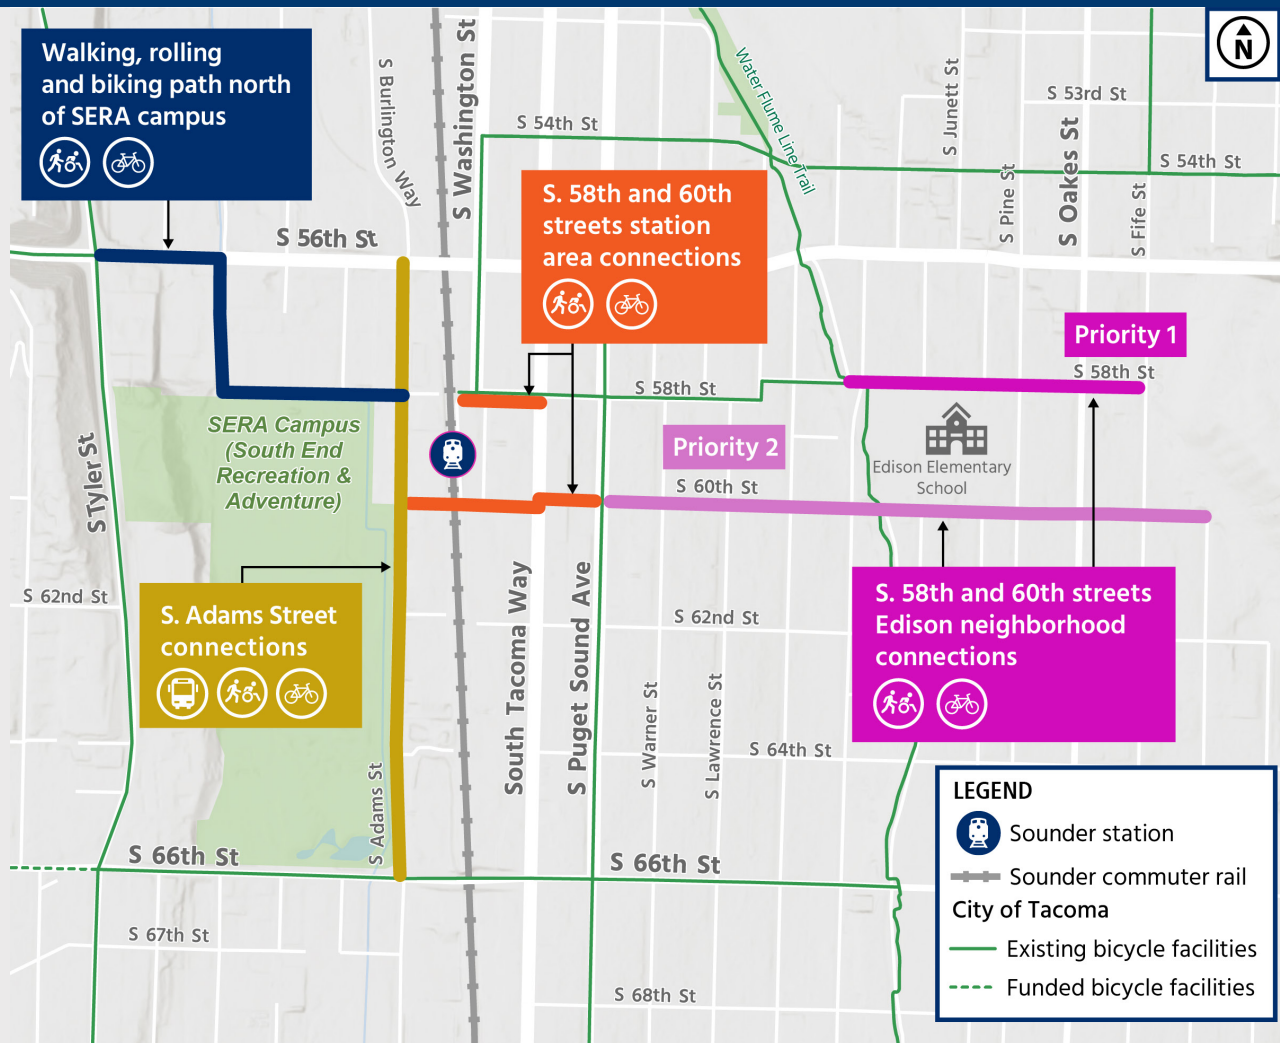 Walking, rolling
and biking path north
of SERA campus
N
S Burlington Way
S Washington St
Water Flume Line Trail
S 54th St
S Junett St
S 53rd St
S Oakes St
S 54th St
S Pine St
S Fife St
S 56th St
S. 58th and 60th
streets station
area connections
Priority 1
S 58th St
S 58th St
SERA Campus
(South End
Recreation &
Adventure)
S Tyler St
Priority 2
Edison Elementary
School
S 60th St
S 62nd St
S. Adams Street
connections
South Tacoma Way
S Puget Sound Ave
S 62nd St
S. 58th and 60th streets
Edison neighborhood
connections
S Warner St
S Lawrence St
S 64th St
S Adams St
S 66th St
S 66th St
S 67th St
S 68th St
LEGEND
Sounder station
Sounder commuter rail
City of Tacoma
Existing bicycle facilities
Funded bicycle facilities